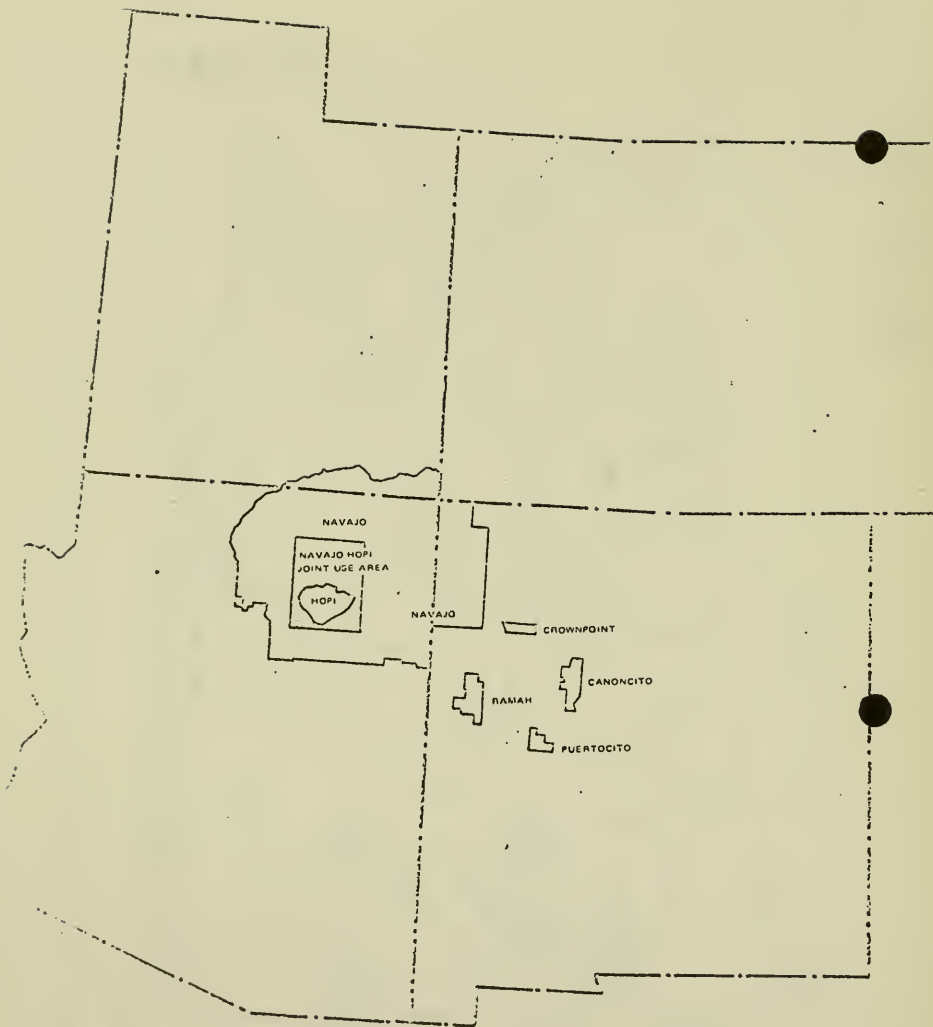 NAVAJO
NAVAJO HOPI
JOINT USE AREA
HOPI
NAVAJO
CROWNPOINT
CANONCITO
RAMAH
PUERTOCITO